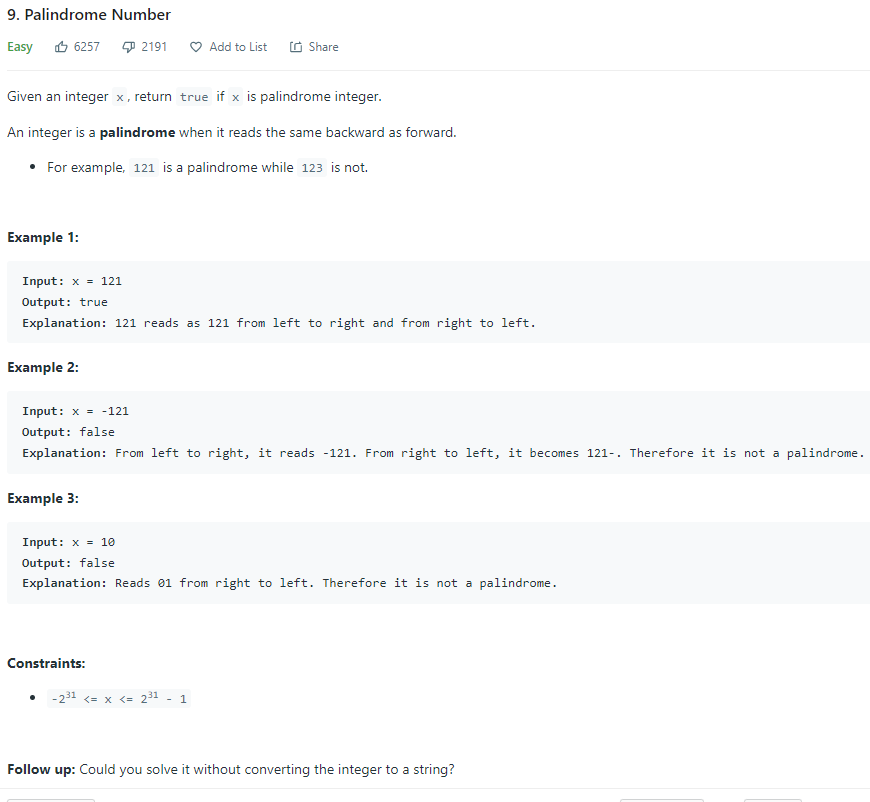 9. Palindrome Number
Easy 6257 2191 Add to List Share
Given an integer x, return true if x is palindrome integer.
An integer is a palindrome when it reads the same backward as forward.
• For example, 121 is a palindrome while 123 is not.
Example 1:
Input: x = 121
Output: true
Explanation: 121 reads as 121 from left to right and from right to left.
Example 2:
Input: x = -121
Output: false
Explanation: From left to right, it reads -121. From right to left, it becomes 121-. Therefore it is not a palindrome.
Example 3:
Input: x = 10
Output: false
Explanation: Reads 01 from right to left. Therefore it is not a palindrome.
Constraints:
• -2³¹ <= x <= 2³¹ - 1
Follow up: Could you solve it without converting the integer to a string?